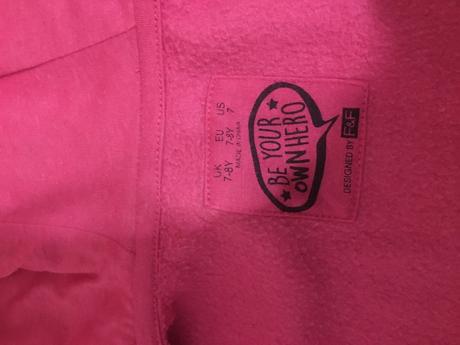 BE YOUR
OWN HERO
UK EU US
7-8Y 7-8Y 7
MADE IN CHINA
DESIGNED BY F&F